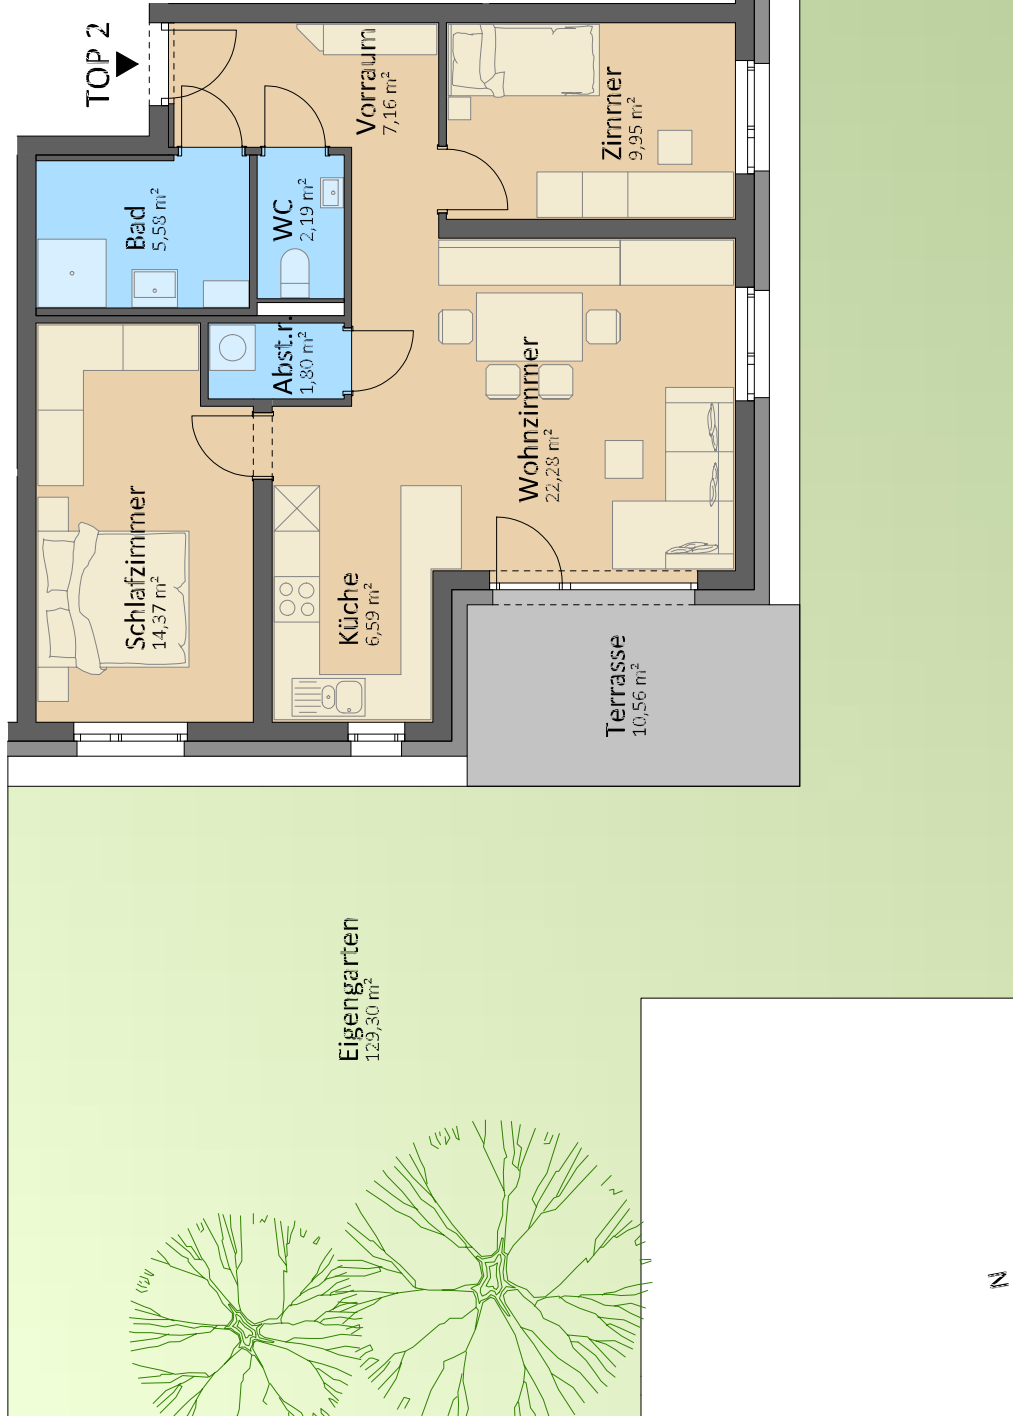 TOP 2
Vorraum
7,16 m²
Zimmer
9,95 m²
Bad
5,58 m²
WC
2,19 m²
Abst.r.
1,80 m²
Wohnzimmer
22,28 m²
Schlafzimmer
14,37 m²
Küche
6,59 m²
Terrasse
10,56 m²
Eigengarten
129,30 m²
N